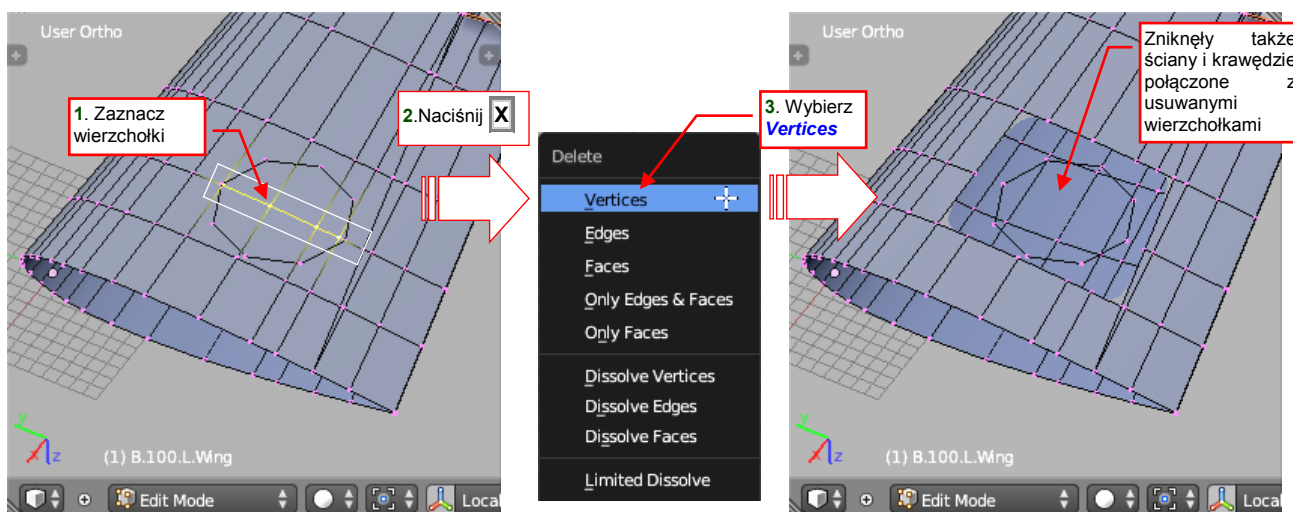 User Ortho
1. Zaznacz
wierzchołki
(1) B.100.L.Wing
Edit Mode
Local
2.Naciśnij X
3. Wybierz
Vertices
Delete
Vertices
Edges
Faces
Only Edges & Faces
Only Faces
Dissolve Vertices
Dissolve Edges
Dissolve Faces
Limited Dissolve
User Ortho
Zniknęły także
ściany i krawędzie
połączone z
usuwanymi
wierzchołkami
(1) B.100.L.Wing
Edit Mode
Local
y
x
z
y
x
z